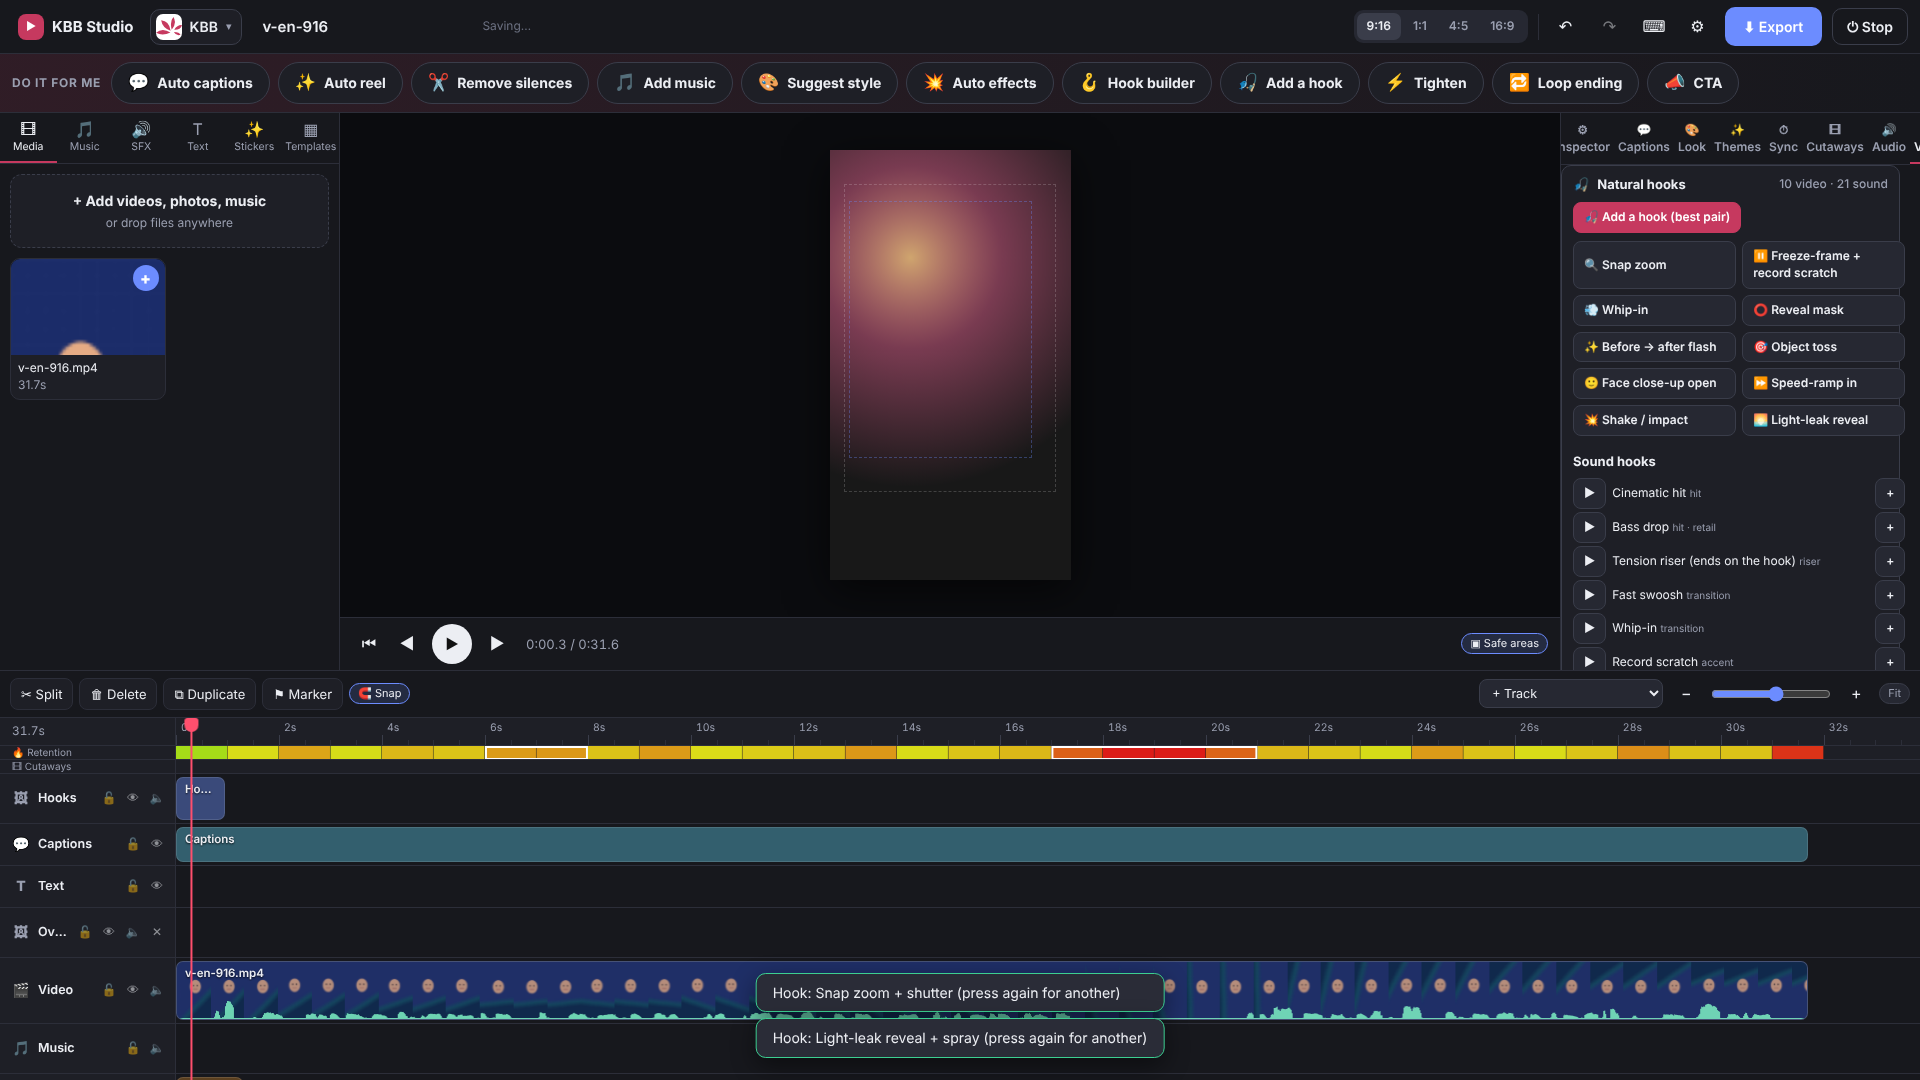 KBB Studio
KBB
v-en-916
Saving...
9:16
1:1
4:5
16:9
Export
Stop
DO IT FOR ME
Auto captions
Auto reel
Remove silences
Add music
Suggest style
Auto effects
Hook builder
Add a hook
Tighten
Loop ending
CTA
Media
Music
SFX
Text
Stickers
Templates
+ Add videos, photos, music
or drop files anywhere
v-en-916.mp4
31.7s
0:00.3 / 0:31.6
Safe areas
nspector
Captions
Look
Themes
Sync
Cutaways
Audio
Natural hooks
10 video · 21 sound
Add a hook (best pair)
Snap zoom
Freeze-frame +
record scratch
Whip-in
Reveal mask
Before → after flash
Object toss
Face close-up open
Speed-ramp in
Shake / impact
Light-leak reveal
Sound hooks
Cinematic hit hit
Bass drop hit · retail
Tension riser (ends on the hook) riser
Fast swoosh transition
Whip-in transition
Record scratch accent
Split
Delete
Duplicate
Marker
Snap
+ Track
Fit
31.7s
2s
4s
6s
8s
10s
12s
14s
16s
18s
20s
22s
24s
26s
28s
30s
32s
Retention
Cutaways
Hooks
Ho...
Captions
Captions
Text
Ov...
Video
v-en-916.mp4
Hook: Snap zoom + shutter (press again for another)
Hook: Light-leak reveal + spray (press again for another)
Music